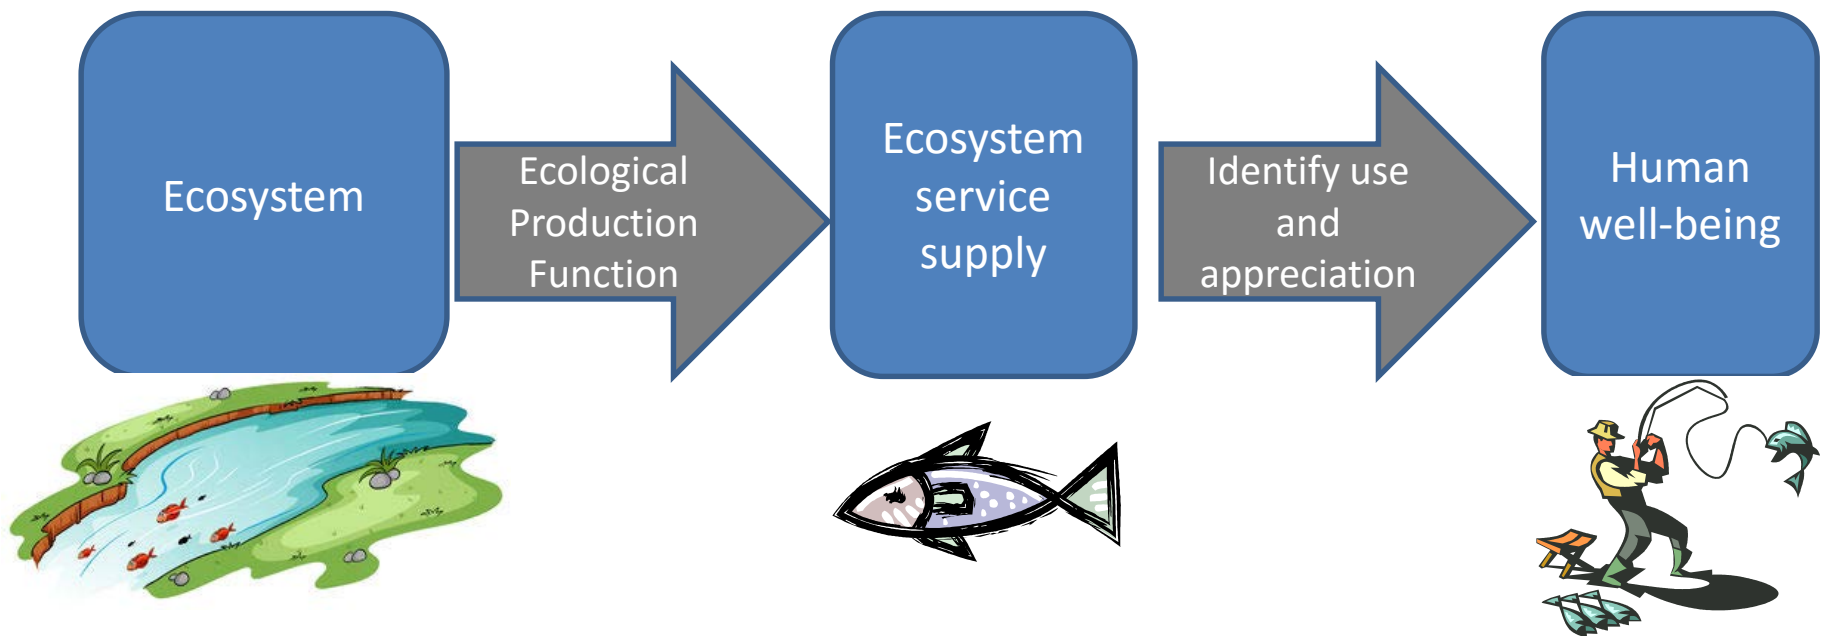 Ecosystem
Ecological
Production
Function
Ecosystem
service
supply
Identify use
and
appreciation
Human
well-being